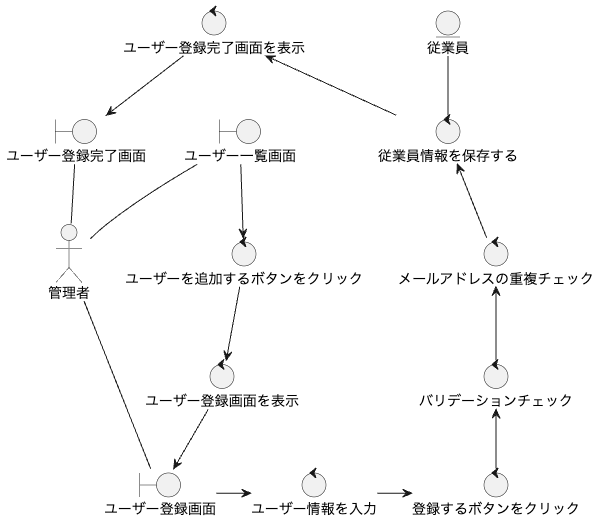 ユーザー登録完了画面を表示
従業員
ユーザー登録完了画面
ユーザー一覧画面
従業員情報を保存する
管理者
ユーザーを追加するボタンをクリック
メールアドレスの重複チェック
ユーザー登録画面を表示
バリデーションチェック
ユーザー登録画面
ユーザー情報を入力
登録するボタンをクリック